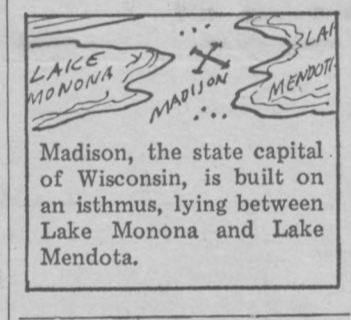 LAKE
MONONA
MADISON
LAK
MENDOTA
Madison, the state capital
of Wisconsin, is built on
an isthmus, lying between
Lake Monona and Lake
Mendota.